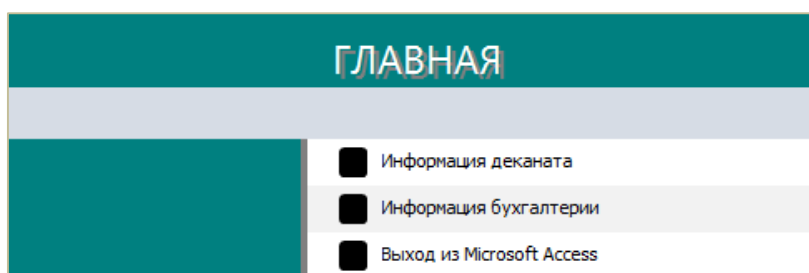 ГЛАВНАЯ
Информация деканата
Информация бухгалтерии
Выход из Microsoft Access